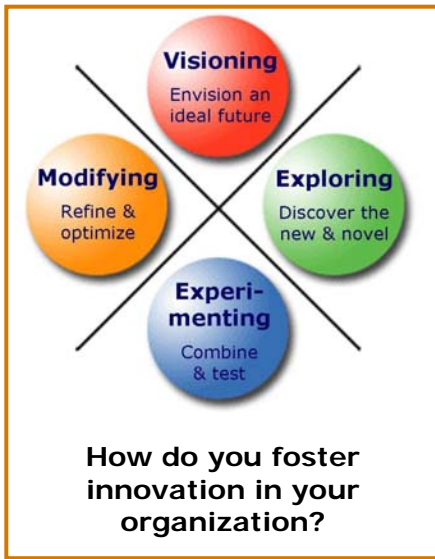 Visioning
Envision an
ideal future
Modifying
Refine &
optimize
Exploring
Discover the
new & novel
Experi-
menting
Combine
& test
How do you foster
innovation in your
organization?